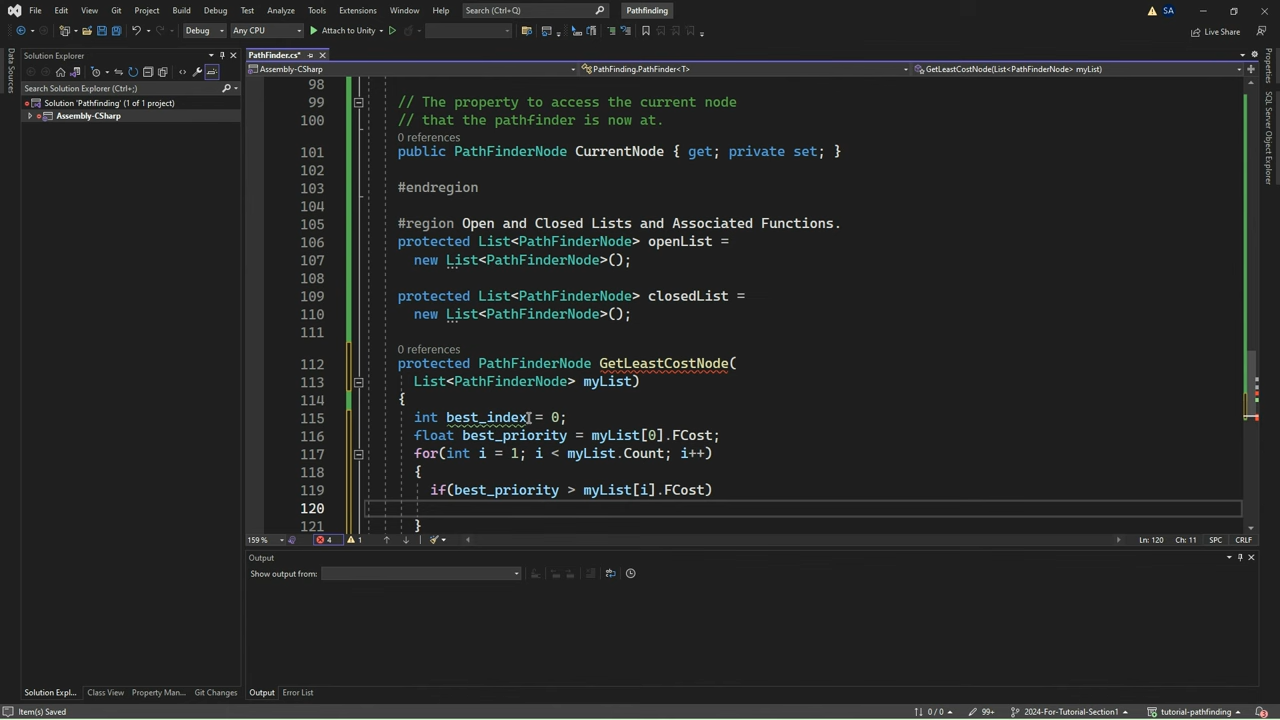 File Edit View Git Project Build Debug Test Analyze Tools Extensions Window Help Search (Ctrl+Q) Pathfinding SA
Debug Any CPU Attach to Unity Live Share
Data Sources
Solution Explorer
Search Solution Explorer (Ctrl+;)
Solution 'Pathfinding' (1 of 1 project)
Assembly-CSharp
Solution Expl... Class View Property Man... Git Changes
PathFinder.cs*
Assembly-CSharp PathFinding.PathFinder<T> GetLeastCostNode(List<PathFinderNode> myList)
98
99 // The property to access the current node
100 // that the pathfinder is now at.
0 references
101 public PathFinderNode CurrentNode { get; private set; }
102
103 #endregion
104
105 #region Open and Closed Lists and Associated Functions.
106 protected List<PathFinderNode> openList =
107 new List<PathFinderNode>();
108
109 protected List<PathFinderNode> closedList =
110 new List<PathFinderNode>();
111
0 references
112 protected PathFinderNode GetLeastCostNode(
113 List<PathFinderNode> myList)
114 {
115 int best_index = 0;
116 float best_priority = myList[0].FCost;
117 for(int i = 1; i < myList.Count; i++)
118 {
119 if(best_priority > myList[i].FCost)
120
121 }
159 % 4 1 Ln: 120 Ch: 11 SPC CRLF
Output
Show output from:
Output Error List
Properties
SQL Server Object Explorer
Item(s) Saved 0 / 0 99+ 2024-For-Tutorial-Section1 tutorial-pathfinding 3